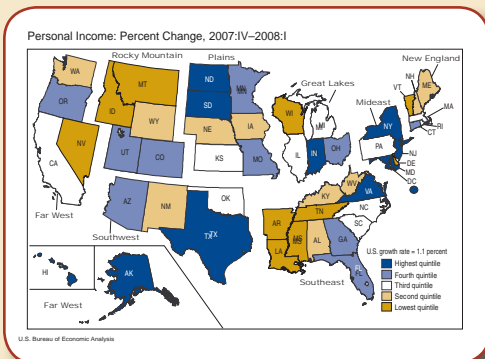 Personal Income: Percent Change, 2007:IV–2008:I
Rocky Mountain
Plains
New England
Great Lakes
Mideast
WA
MT
ND
MN
VT
NH
ME
OR
ID
SD
WI
MI
NY
MA
WY
RI
CT
NV
NE
IA
PA
NJ
IL
IN
OH
DE
UT
CO
MD
DC
CA
KS
MO
WV
VA
KY
NC
TN
AZ
NM
OK
AR
SC
Far West
Southwest
TX
TX
LA
MS
AL
GA
FL
FL
Southeast
HI
AK
Far West
U.S. growth rate = 1.1 percent
Highest quintile
Fourth quintile
Third quintile
Second quintile
Lowest quintile
U.S. Bureau of Economic Analysis